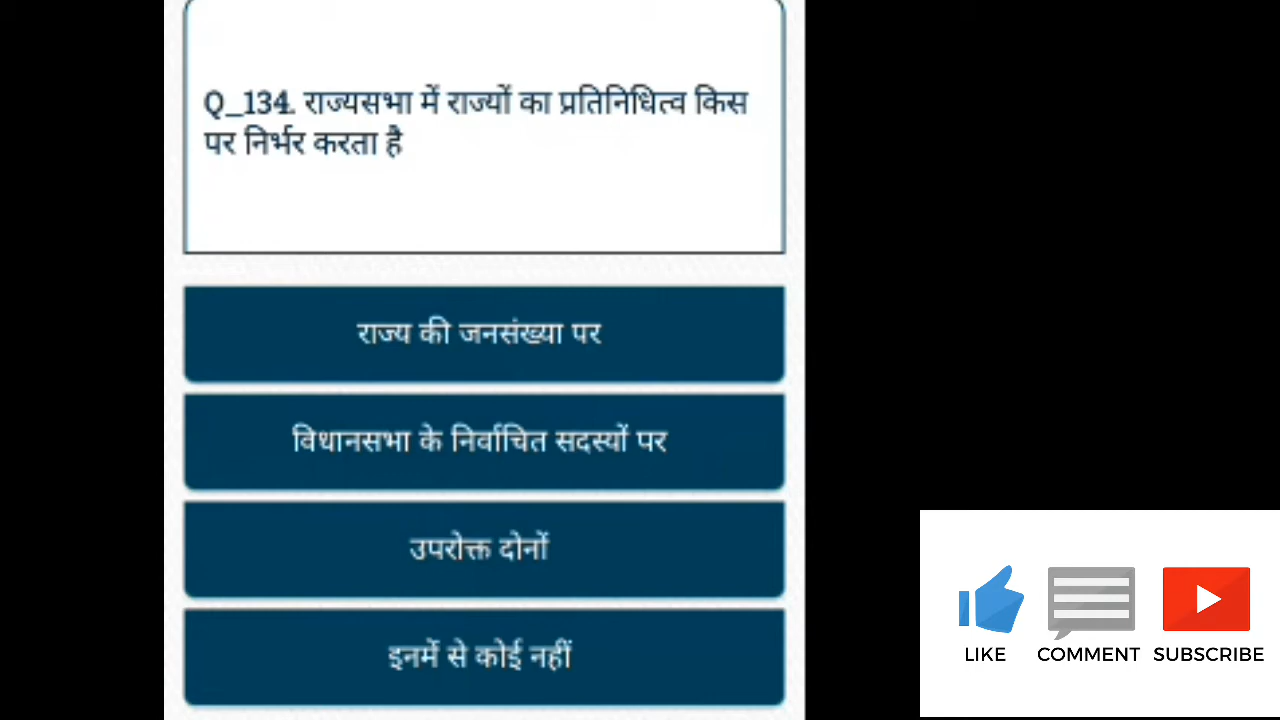 Q_134. राज्यसभा में राज्यों का प्रतिनिधित्व किस
पर निर्भर करता है
राज्य की जनसंख्या पर
विधानसभा के निर्वाचित सदस्यों पर
उपरोक्त दोनों
इनमें से कोई नहीं
LIKE COMMENT SUBSCRIBE